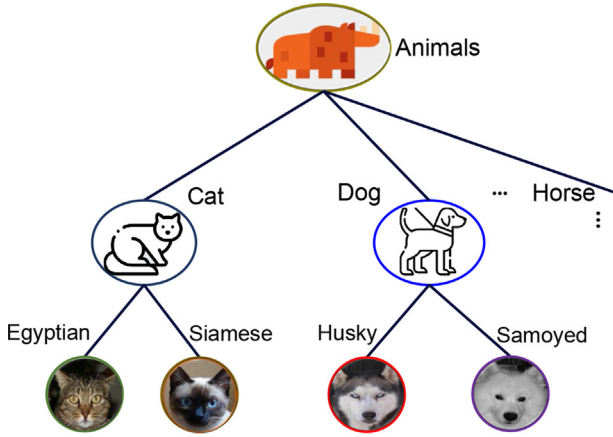 Animals
Cat
Dog
... Horse
⋮
Egyptian
Siamese
Husky
Samoyed